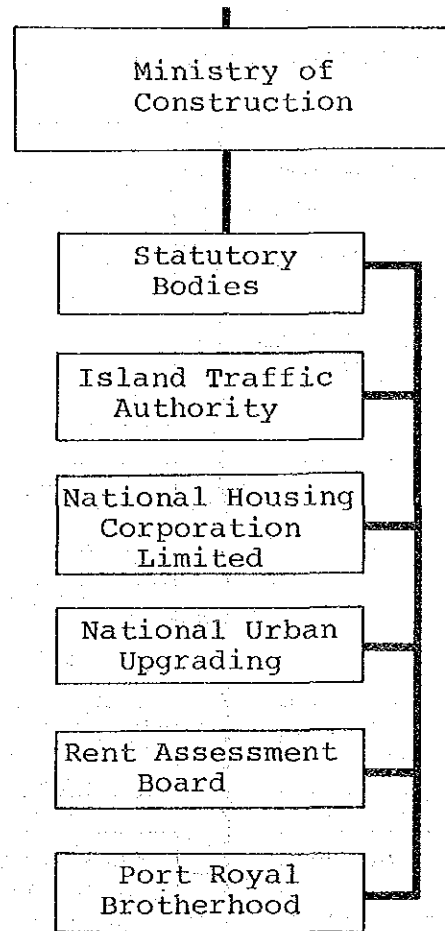 Ministry of
Construction
Statutory
Bodies
Island Traffic
Authority
National Housing
Corporation
Limited
National Urban
Upgrading
Rent Assessment
Board
Port Royal
Brotherhood